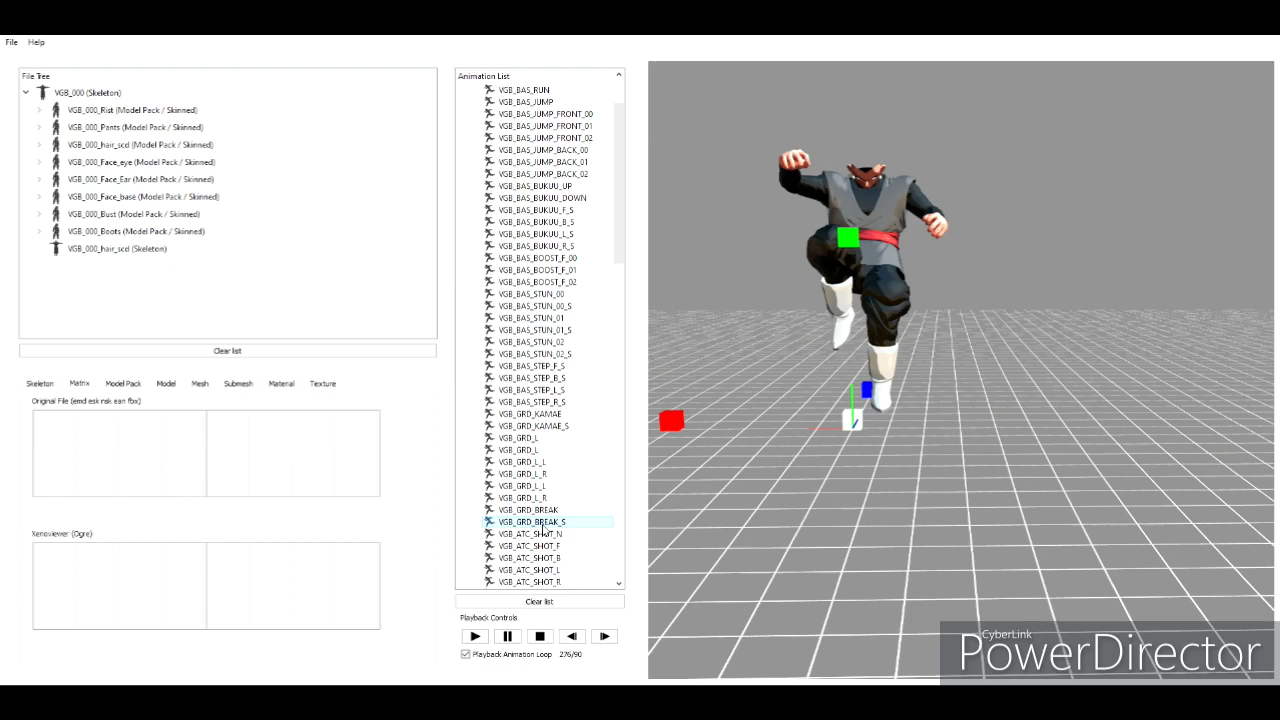 File Help
File Tree
VGB_000 (Skeleton)
VGB_000_Rist (Model Pack / Skinned)
VGB_000_Pants (Model Pack / Skinned)
VGB_000_hair_scd (Model Pack / Skinned)
VGB_000_Face_eye (Model Pack / Skinned)
VGB_000_Face_Ear (Model Pack / Skinned)
VGB_000_Face_base (Model Pack / Skinned)
VGB_000_Bust (Model Pack / Skinned)
VGB_000_Boots (Model Pack / Skinned)
VGB_000_hair_scd (Skeleton)
Clear list
Skeleton Matrix Model Pack Model Mesh Submesh Material Texture
Original File (emd esk nsk ean fbx)
Xenoviewer (Ogre)
Animation List
VGB_BAS_RUN
VGB_BAS_JUMP
VGB_BAS_JUMP_FRONT_00
VGB_BAS_JUMP_FRONT_01
VGB_BAS_JUMP_FRONT_02
VGB_BAS_JUMP_BACK_00
VGB_BAS_JUMP_BACK_01
VGB_BAS_JUMP_BACK_02
VGB_BAS_BUKUU_UP
VGB_BAS_BUKUU_DOWN
VGB_BAS_BUKUU_F_S
VGB_BAS_BUKUU_B_S
VGB_BAS_BUKUU_L_S
VGB_BAS_BUKUU_R_S
VGB_BAS_BOOST_F_00
VGB_BAS_BOOST_F_01
VGB_BAS_BOOST_F_02
VGB_BAS_STUN_00
VGB_BAS_STUN_00_S
VGB_BAS_STUN_01
VGB_BAS_STUN_01_S
VGB_BAS_STUN_02
VGB_BAS_STUN_02_S
VGB_BAS_STEP_F_S
VGB_BAS_STEP_B_S
VGB_BAS_STEP_L_S
VGB_BAS_STEP_R_S
VGB_GRD_KAMAE
VGB_GRD_KAMAE_S
VGB_GRD_L
VGB_GRD_L
VGB_GRD_L_L
VGB_GRD_L_R
VGB_GRD_L_L
VGB_GRD_L_R
VGB_GRD_BREAK
VGB_GRD_BREAK_S
VGB_ATC_SHOT_N
VGB_ATC_SHOT_F
VGB_ATC_SHOT_B
VGB_ATC_SHOT_L
VGB_ATC_SHOT_R
Clear list
Playback Controls
Playback Animation Loop 276/90
CyberLink
PowerDirector